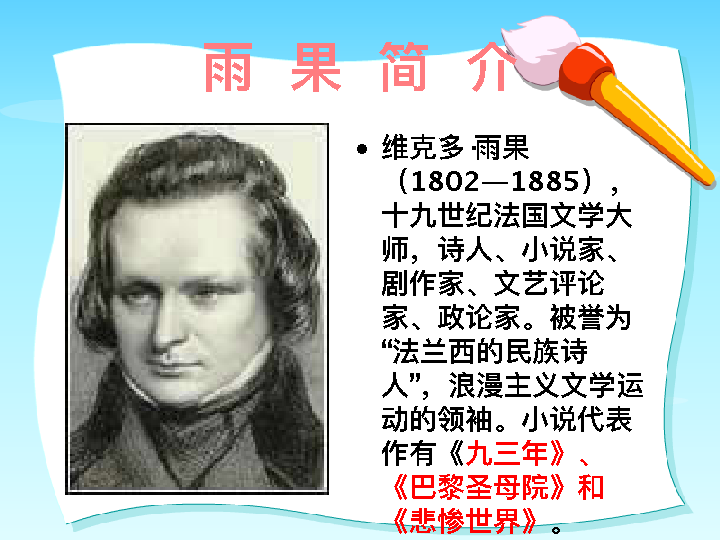 雨 果 简 介
• 维克多·雨果
（1802—1885），
十九世纪法国文学大
师，诗人、小说家、
剧作家、文艺评论
家、政论家。被誉为
“法兰西的民族诗
人”，浪漫主义文学运
动的领袖。小说代表
作有《九三年》、
《巴黎圣母院》和
《悲惨世界》。